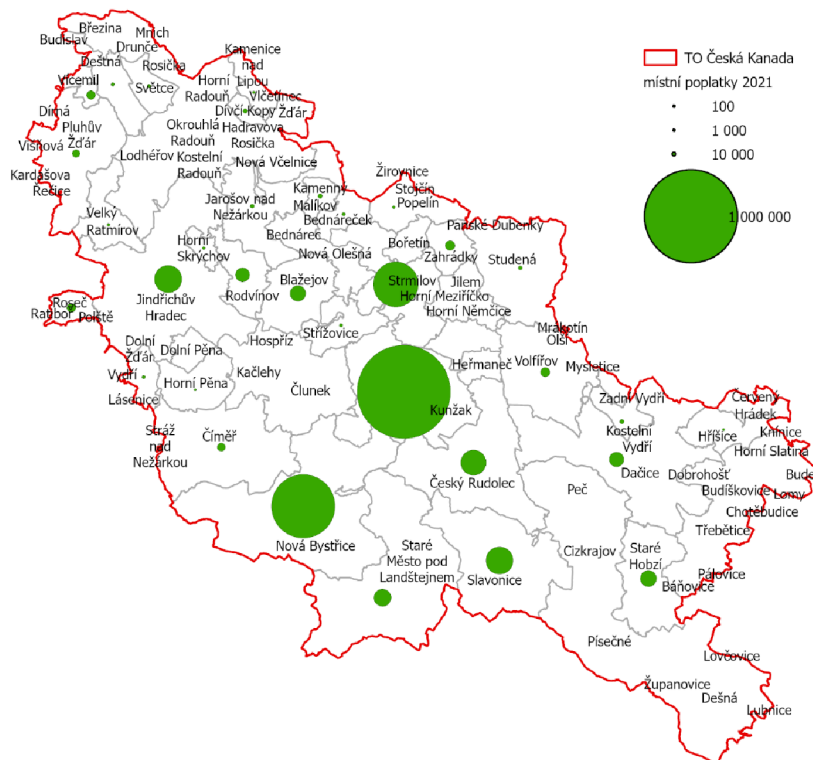 Březina
Mnich
Budislav
Drunče
Kamenice
nad
Lipou
Deštná
Rosička
Vícemil
Světce
Horní
Radouň
Včelnička
Dírná
Dívčí Kopy
Žďár
Pluhův
Žďár
Okrouhlá
Radouň
Hadravova
Rosička
Višňová
Lodhéřov
Kostelní
Radouň
Nová Včelnice
Kardašova
Řečice
Žirovnice
Kamenný
Malíkov
Stojčín
Popelín
Jarošov nad
Nežárkou
Bednáreček
Velký
Ratmírov
Panské Dubenky
Horní
Skrýchov
Bednárec
Bořetín
Nová Olešná
Zahrádky
Studená
Blažejov
Strmilov
Jilem
Rodvínov
Jindřichův
Hradec
Horní Meziříčko
Horní Němčice
Roseč
Ratiboř
Polště
Střížovice
Mrákotín
Olší
Dolní
Žďár
Dolní Pěna
Hospříz
Heřmaneč
Volfířov
Mysletice
Vydří
Kačlehy
Horní Pěna
Člunek
Lásenice
Kunžak
Zadní Vydří
Červený
Hrádek
Stráž
nad
Nežárkou
Číměř
Kostelní
Vydří
Hříšice
Knínice
Horní Slatina
Český Rudolec
Dačice
Dobrohošť
Bude
Peč
Budíškovice
Lomy
Chotěbudice
Nová Bystřice
Staré
Město pod
Landštejnem
Cizkrajov
Staré
Hobzí
Třebětice
Slavonice
Pálovice
Báňovice
Písečné
Lovčovice
Županovice
Dešná
Lubnice
TO Česká Kanada
místní poplatky 2021
100
1 000
10 000
1 000 000